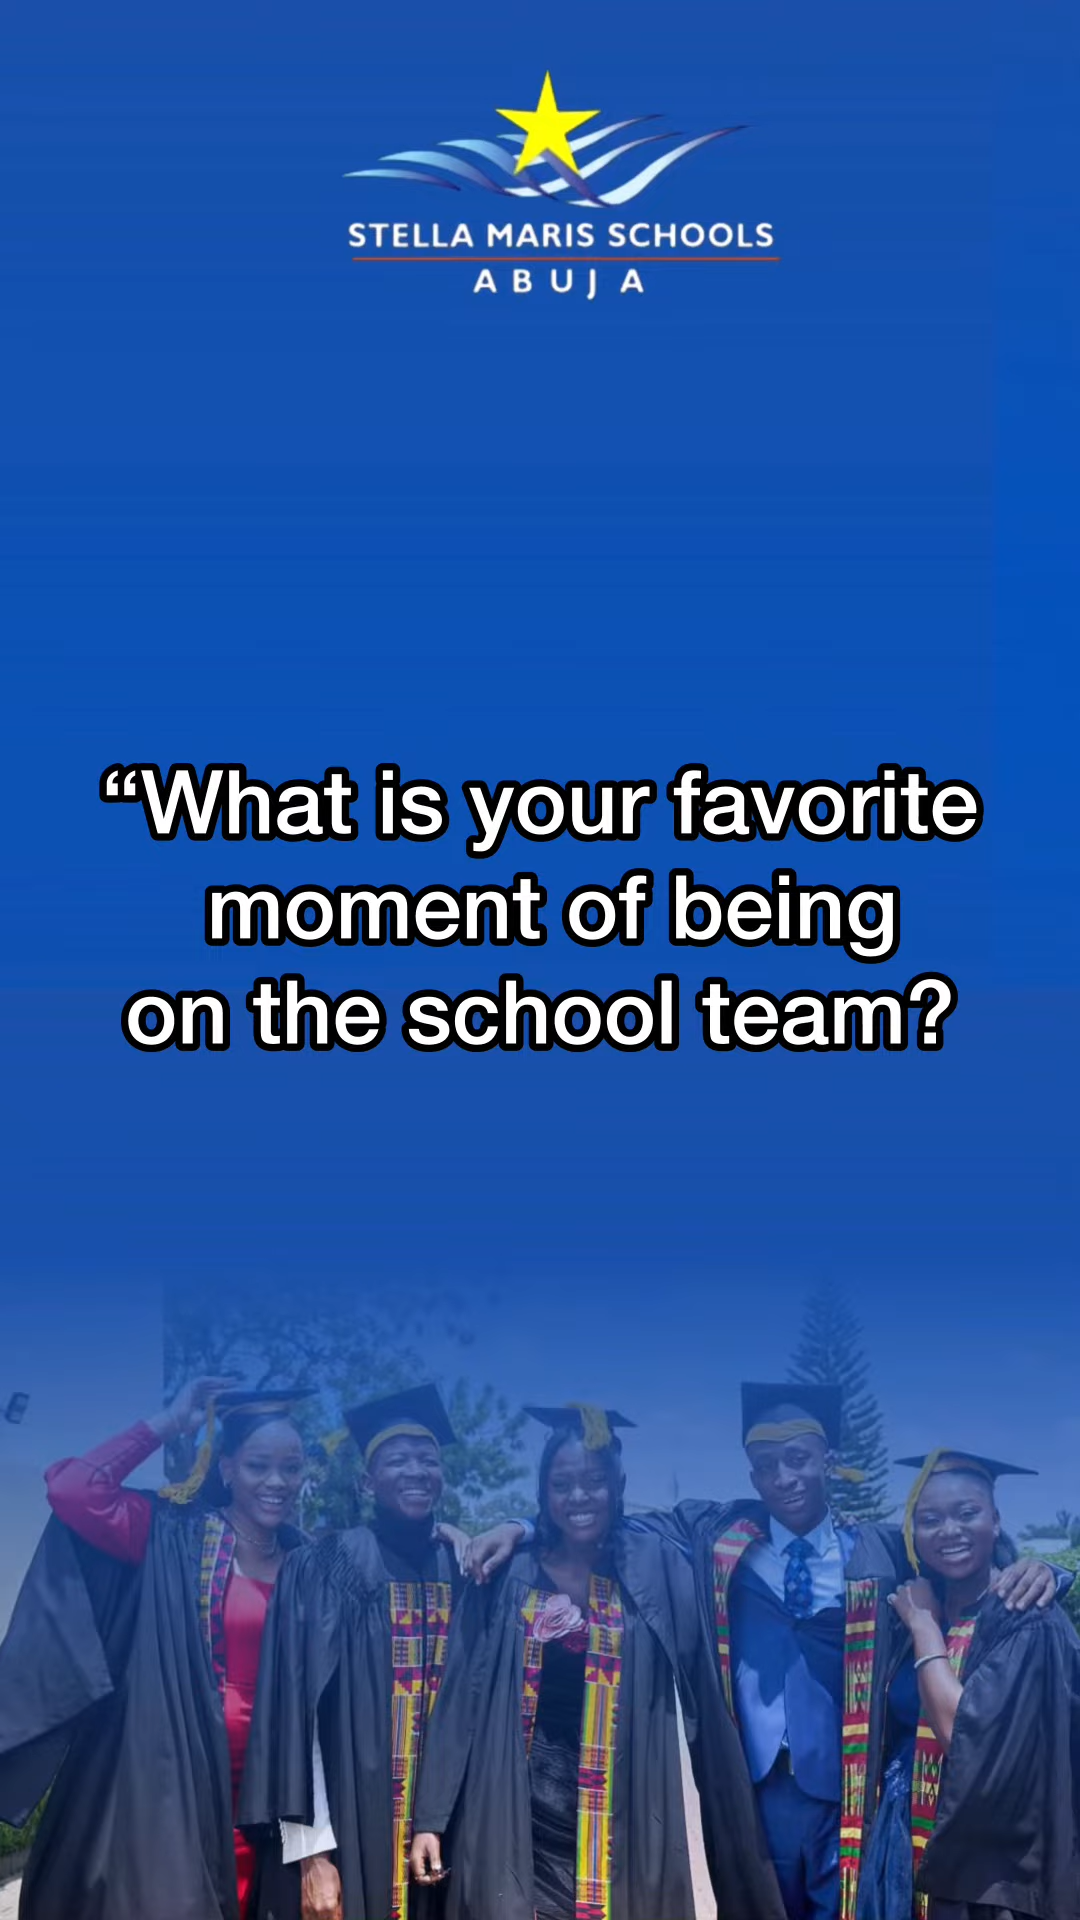 STELLA MARIS SCHOOLS
ABUJA
“What is your favorite
moment of being
on the school team?